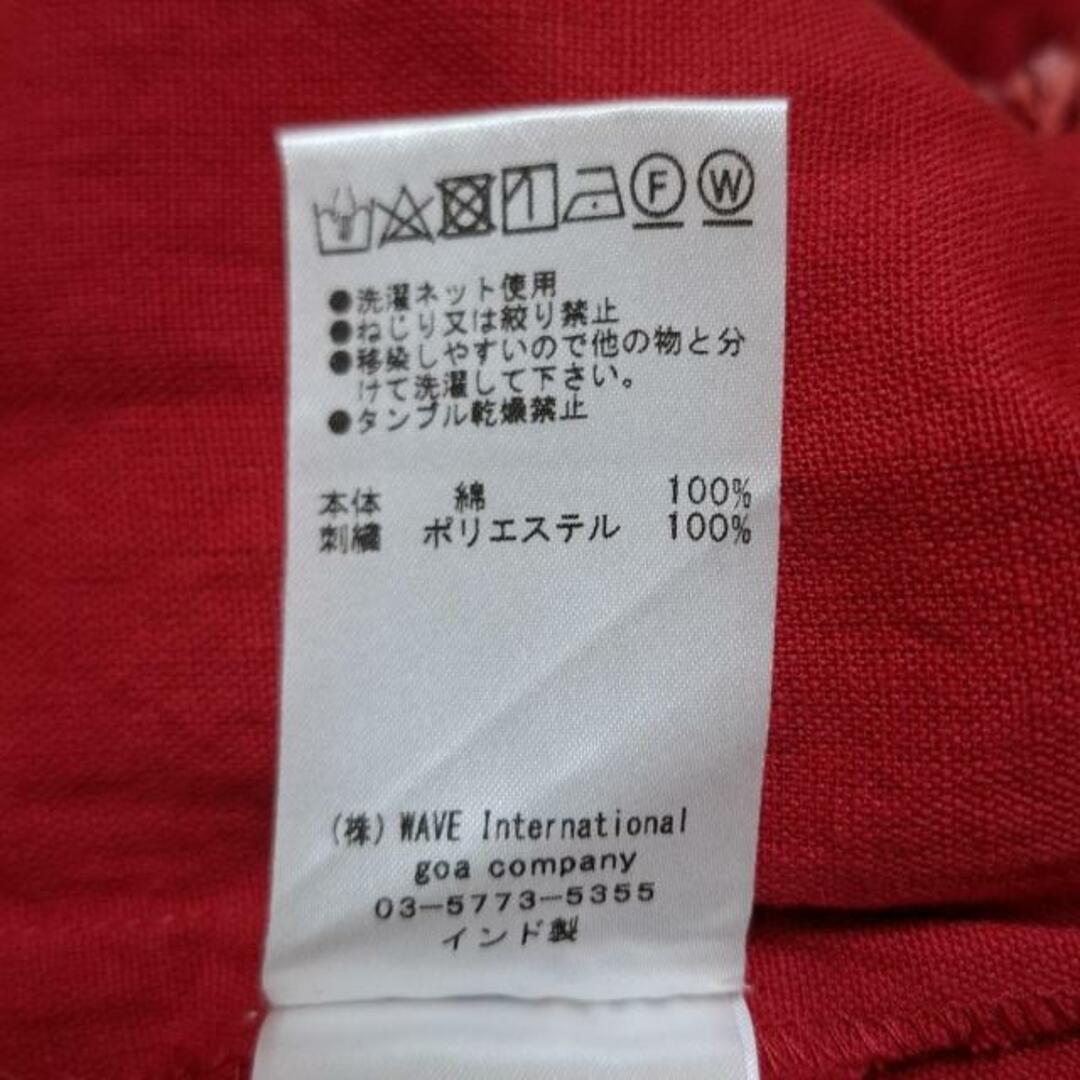 F W
●洗濯ネット使用
●ねじり又は絞り禁止
●移染しやすいので他の物と分
けて洗濯して下さい。
●タンブル乾燥禁止
本体 綿 100%
刺繍 ポリエステル 100%
(株) WAVE International
goa company
03-5773-5355
インド製